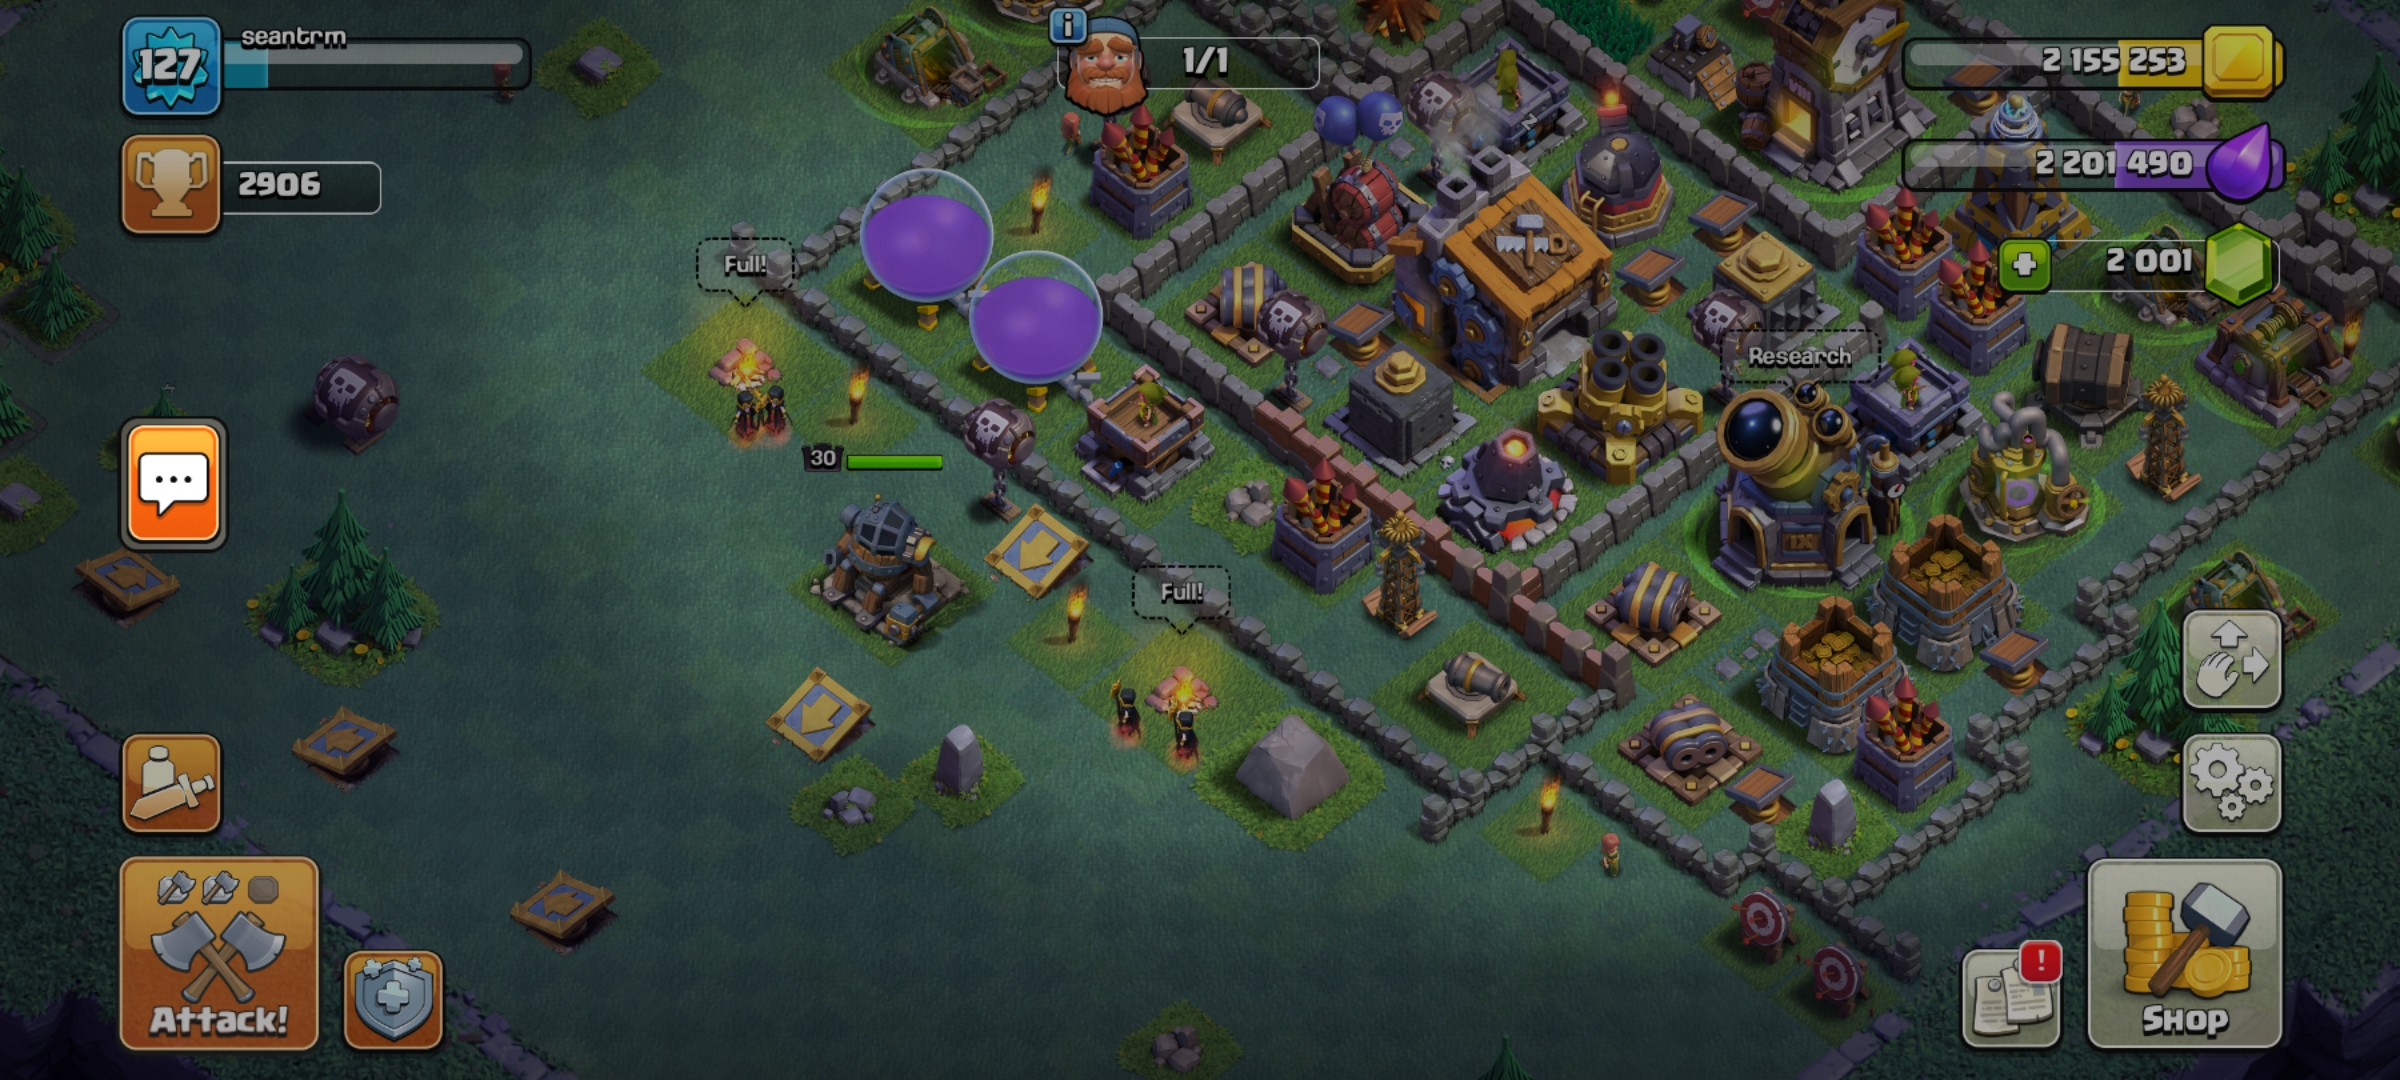 127
seantrm
1/1
2 155 253
2906
2 201 490
Full!
2 001
Research
30
Full!
Attack!
!
Shop